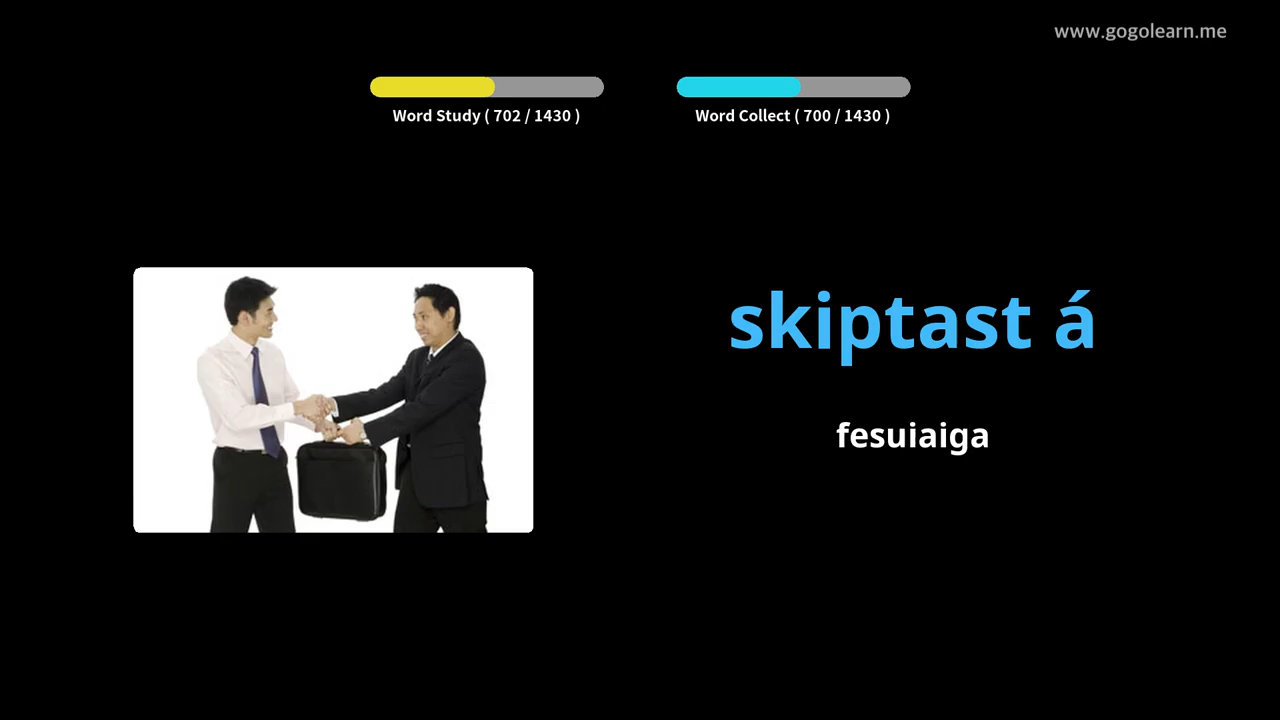 www.gogolearn.me
Word Study ( 702 / 1430 )
Word Collect ( 700 / 1430 )
skiptast á
fesuiaiga